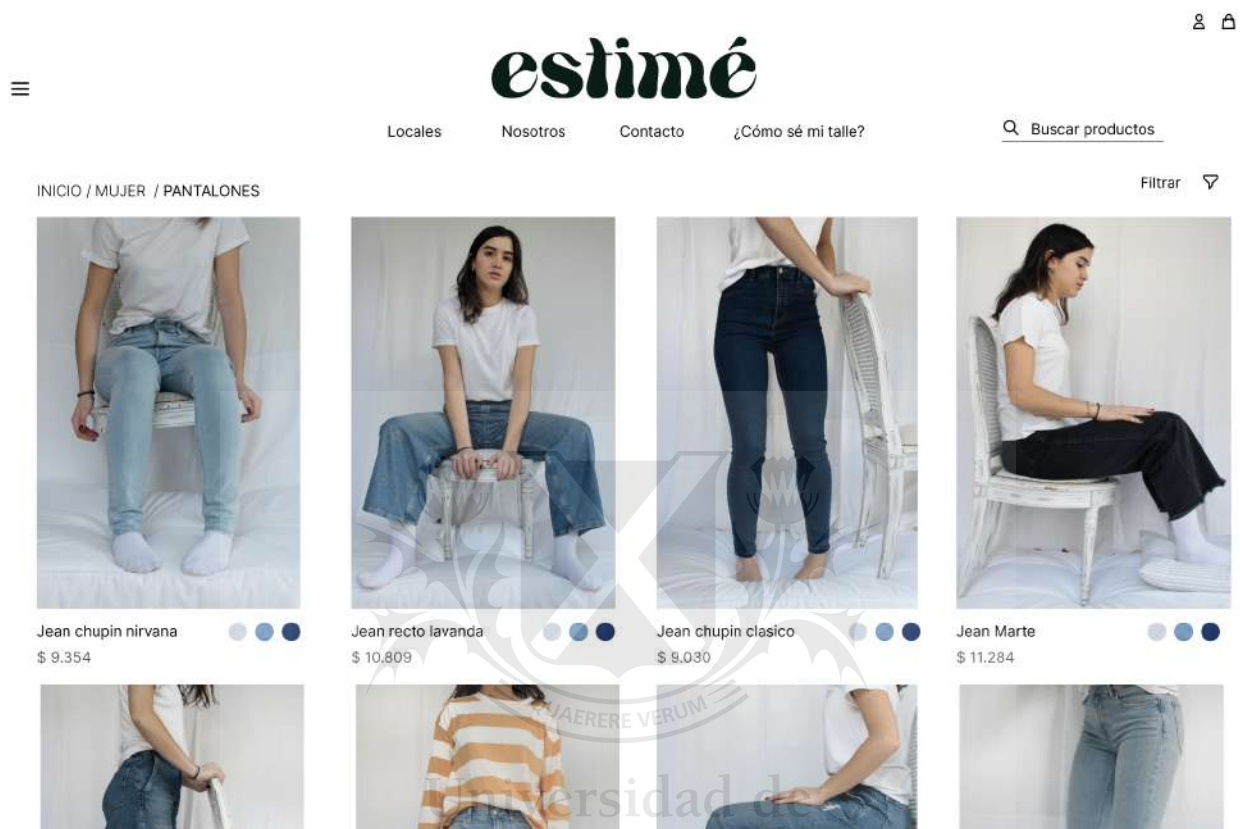 estimé
Locales Nosotros Contacto ¿Cómo sé mi talle? Buscar productos
INICIO / MUJER / PANTALONES Filtrar
Jean chupin nirvana
$ 9.354
Jean recto lavanda
$ 10.809
Jean chupin clasico
$ 9.030
Jean Marte
$ 11.284
QUAERERE VERUM
Universidad de